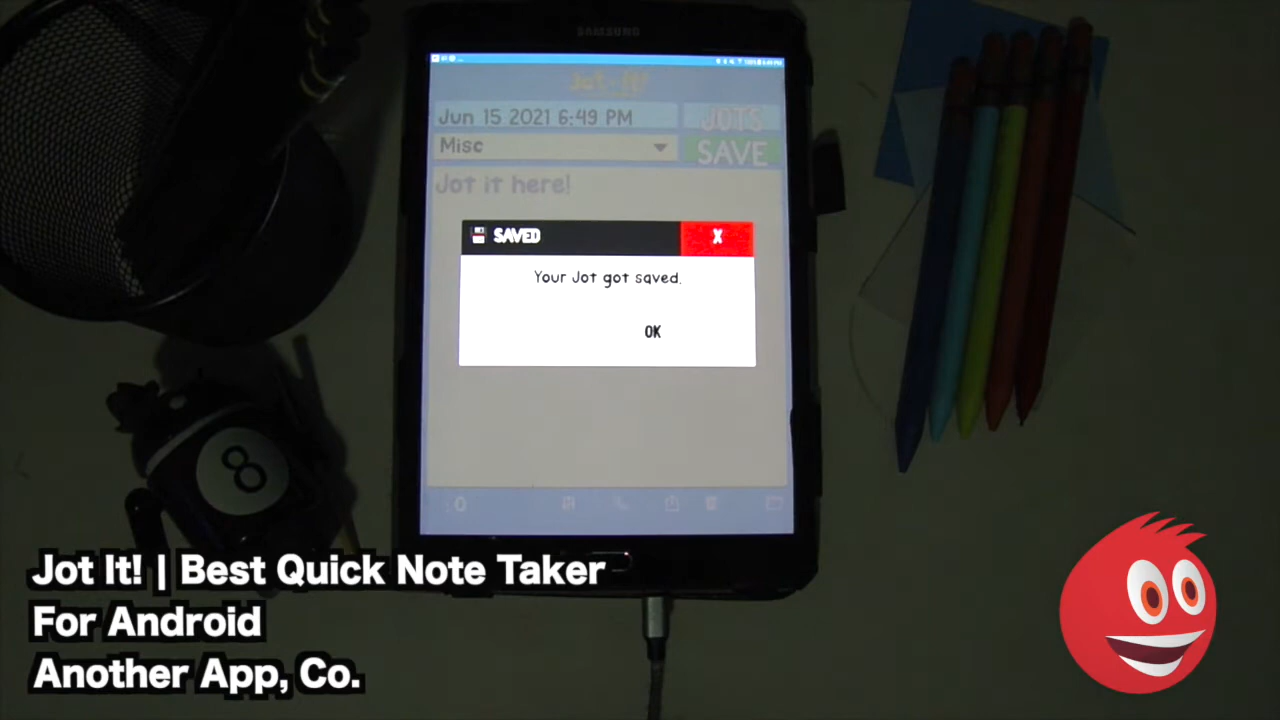 SAMSUNG
Jot-It!
Jun 15 2021 6:49 PM
JOTS
Misc
SAVE
Jot it here!
SAVED
X
Your Jot got saved.
OK
8
0
Jot It! | Best Quick Note Taker
For Android
Another App, Co.